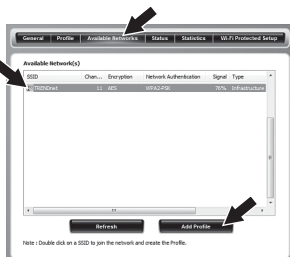 General Profile Available Networks Status Statistics Wi-Fi Protected Setup
Available Network(s)
SSID Chan... Encryption Network Authentication Signal Type
TRENDnet 11 AES WPA2-PSK 76% Infrastructure
Refresh Add Profile
Note : Double click on a SSID to join the network and create the Profile.